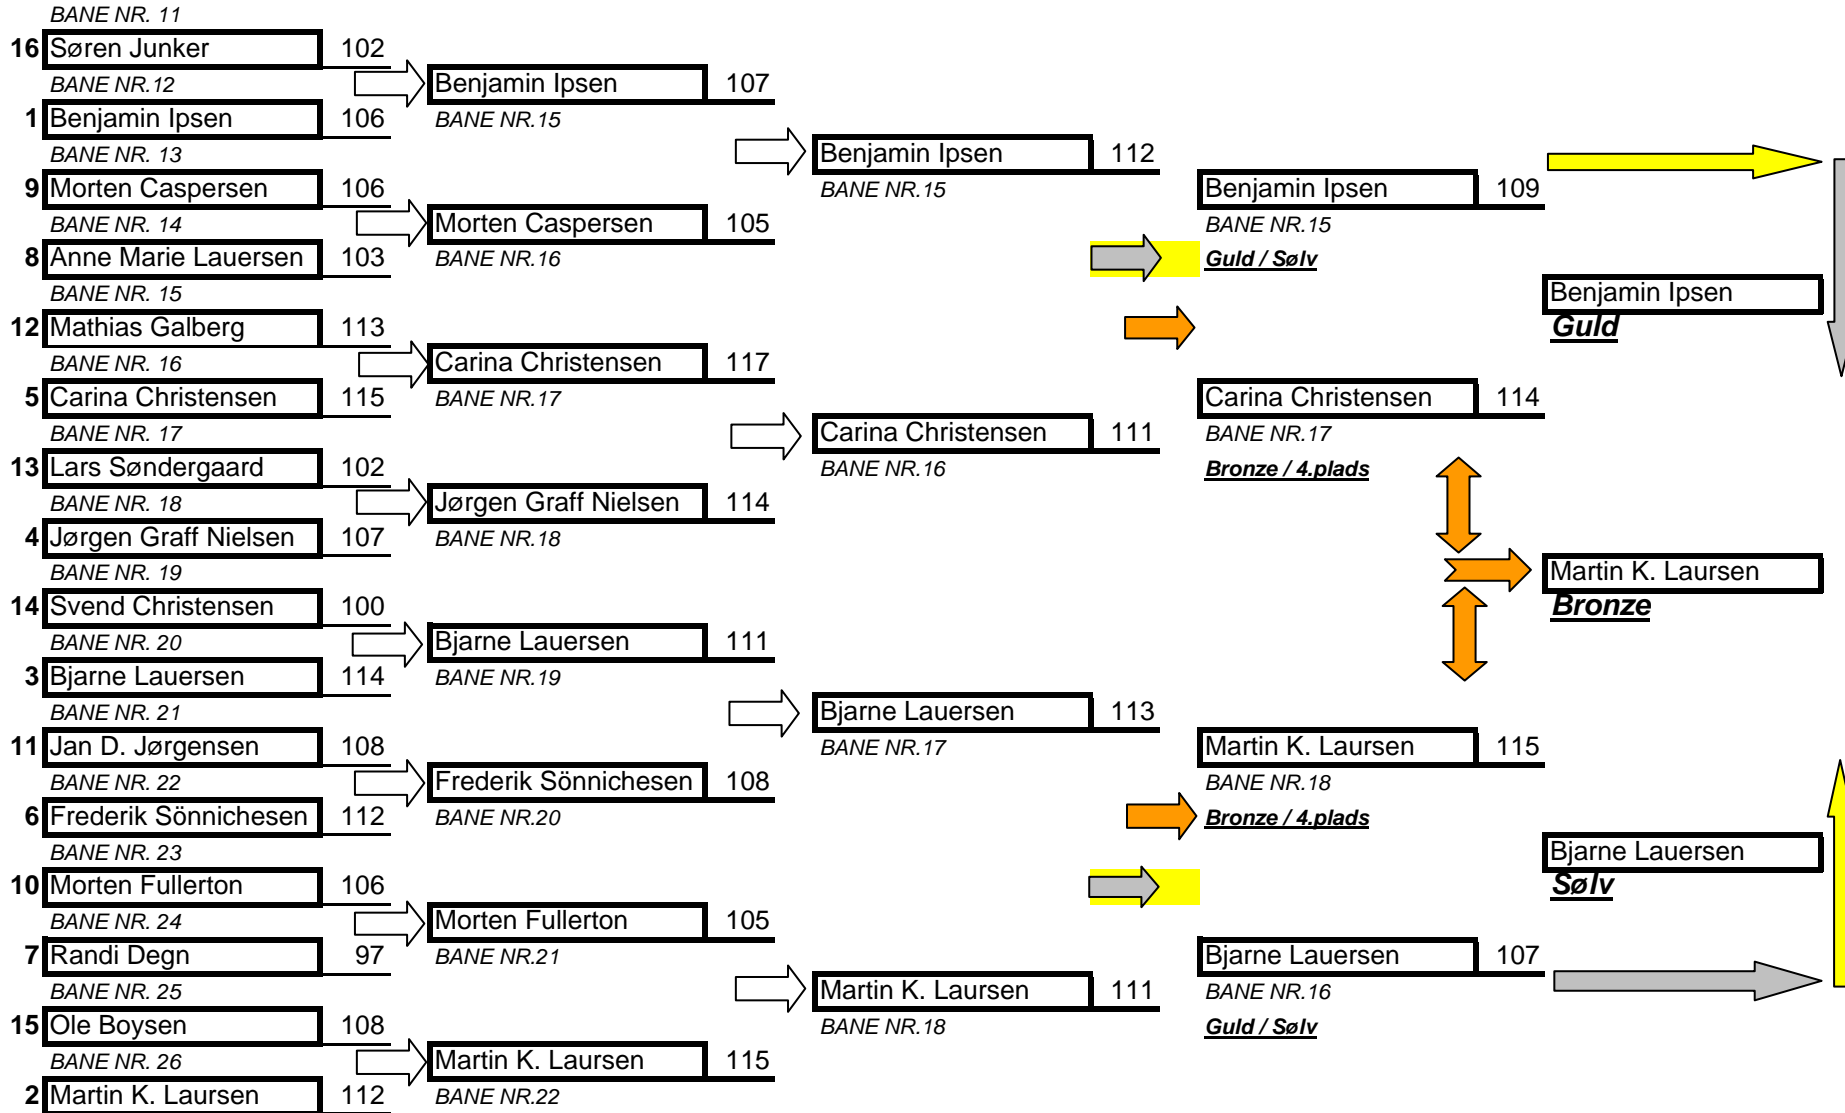 BANE NR. 11
16 Søren Junker 102
BANE NR.12
1 Benjamin Ipsen 106
BANE NR. 13
9 Morten Caspersen 106
BANE NR. 14
8 Anne Marie Lauersen 103
BANE NR. 15
12 Mathias Galberg 113
BANE NR. 16
5 Carina Christensen 115
BANE NR. 17
13 Lars Søndergaard 102
BANE NR. 18
4 Jørgen Graff Nielsen 107
BANE NR. 19
14 Svend Christensen 100
BANE NR. 20
3 Bjarne Lauersen 114
BANE NR. 21
11 Jan D. Jørgensen 108
BANE NR. 22
6 Frederik Sönnichesen 112
BANE NR. 23
10 Morten Fullerton 106
BANE NR. 24
7 Randi Degn 97
BANE NR. 25
15 Ole Boysen 108
BANE NR. 26
2 Martin K. Laursen 112
Benjamin Ipsen 107
BANE NR.15
Morten Caspersen 105
BANE NR.16
Carina Christensen 117
BANE NR.17
Jørgen Graff Nielsen 114
BANE NR.18
Bjarne Lauersen 111
BANE NR.19
Frederik Sönnichesen 108
BANE NR.20
Morten Fullerton 105
BANE NR.21
Martin K. Laursen 115
BANE NR.22
Benjamin Ipsen 112
BANE NR.15
Carina Christensen 111
BANE NR.16
Bjarne Lauersen 113
BANE NR.17
Martin K. Laursen 111
BANE NR.18
Benjamin Ipsen 109
BANE NR.15
Guld / Sølv
Carina Christensen 114
BANE NR.17
Bronze / 4.plads
Martin K. Laursen 115
BANE NR.18
Bronze / 4.plads
Bjarne Lauersen 107
BANE NR.16
Guld / Sølv
Benjamin Ipsen
Guld
Martin K. Laursen
Bronze
Bjarne Lauersen
Sølv